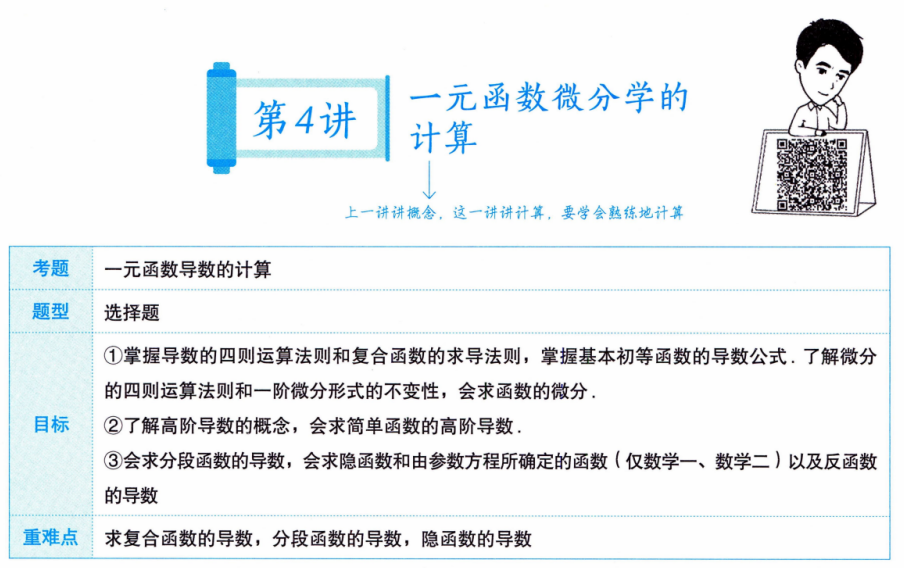 第4讲
一元函数微分学的
计算
上一讲讲概念，这一讲讲计算，要学会熟练地计算
考题 一元函数导数的计算
题型 选择题
目标
①掌握导数的四则运算法则和复合函数的求导法则，掌握基本初等函数的导数公式．了解微分
的四则运算法则和一阶微分形式的不变性，会求函数的微分．
②了解高阶导数的概念，会求简单函数的高阶导数．
③会求分段函数的导数，会求隐函数和由参数方程所确定的函数（仅数学一、数学二）以及反函数
的导数
重难点 求复合函数的导数，分段函数的导数，隐函数的导数